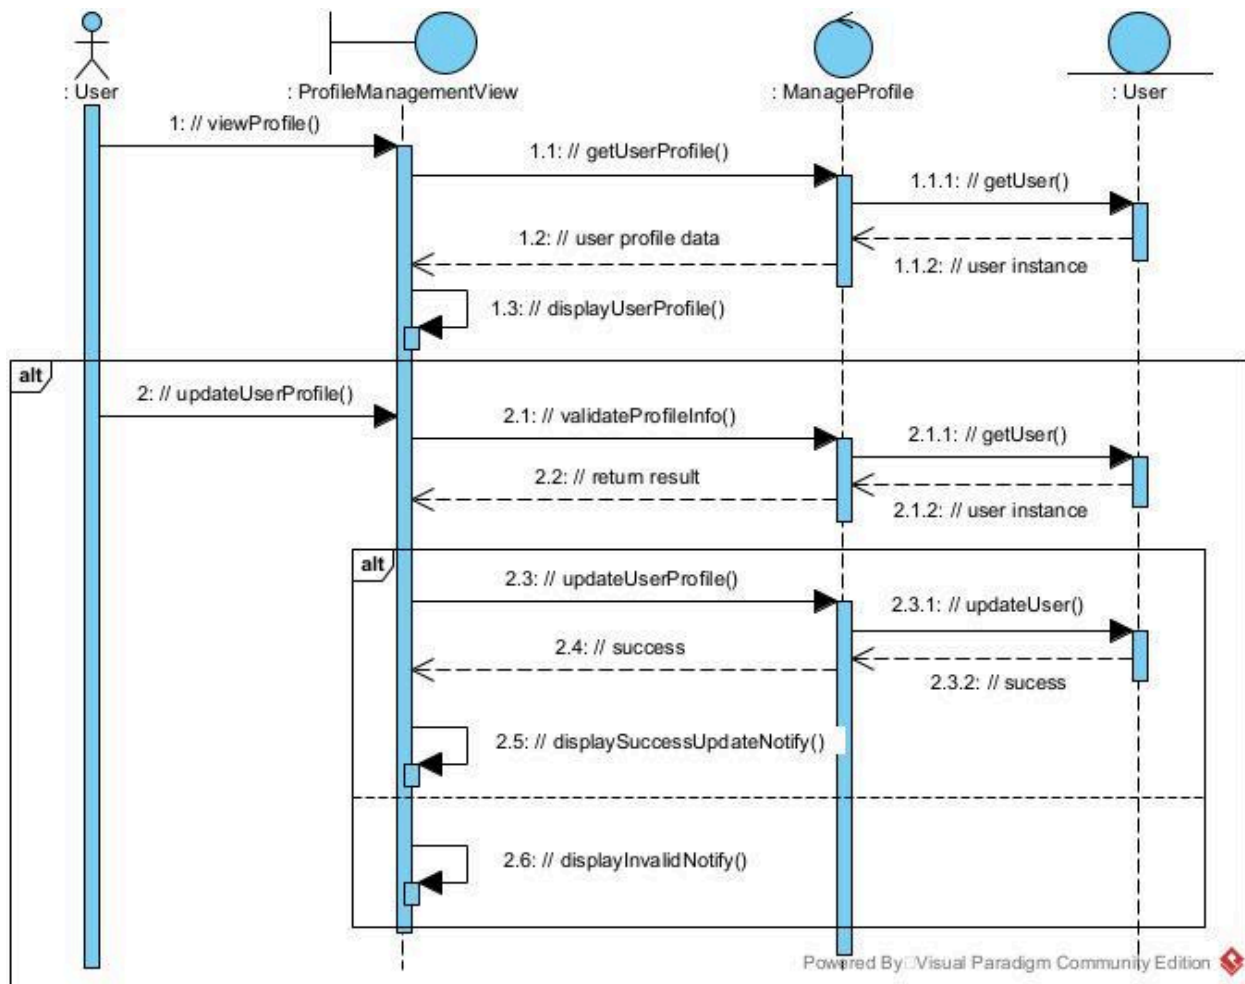 : User
: ProfileManagementView
: ManageProfile
: User
1: // viewProfile()
1.1: // getUserProfile()
1.1.1: // getUser()
1.2: // user profile data
1.1.2: // user instance
1.3: // displayUserProfile()
alt
2: // updateUserProfile()
2.1: // validateProfileInfo()
2.1.1: // getUser()
2.2: // return result
2.1.2: // user instance
alt
2.3: // updateUserProfile()
2.3.1: // updateUser()
2.4: // success
2.3.2: // sucess
2.5: // displaySuccessUpdateNotify()
2.6: // displayInvalidNotify()
Powered By Visual Paradigm Community Edition